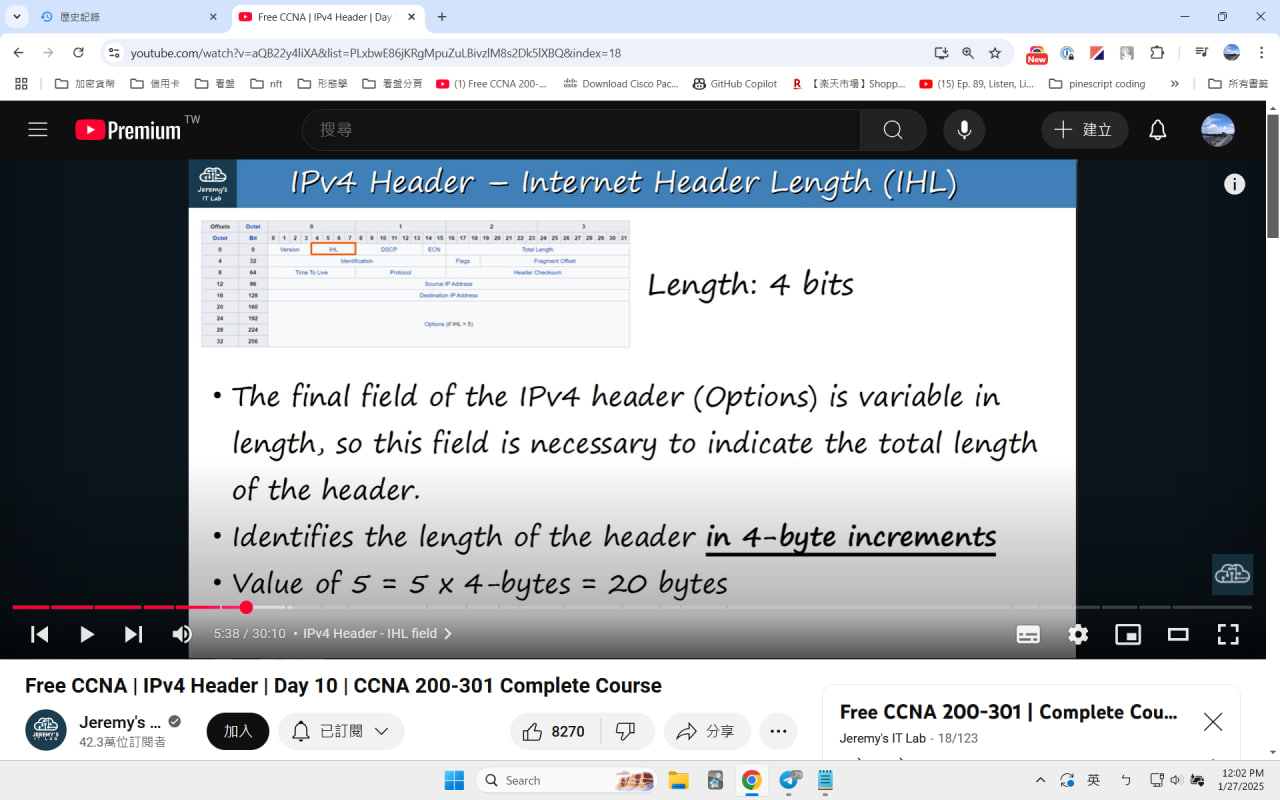 歷史記錄
Free CCNA | IPv4 Header | Day 1
youtube.com/watch?v=aQB22y4liXA&list=PLxbwE86jKRgMpuZuLBivzlM8s2Dk5lXBQ&index=18
New
加密貨幣
信用卡
看盤
nft
形態學
看盤分頁
(1) Free CCNA 200-...
Download Cisco Pac...
GitHub Copilot
【楽天市場】Shopp...
(15) Ep. 89, Listen, Li...
pinescript coding
»
所有書籤
Premium TW
搜尋
建立
Jeremy's
IT Lab
IPv4 Header – Internet Header Length (IHL)
Offsets Octet 0 1 2 3
Octet Bit 0 1 2 3 4 5 6 7 8 9 10 11 12 13 14 15 16 17 18 19 20 21 22 23 24 25 26 27 28 29 30 31
0 0 Version IHL DSCP ECN Total Length
4 32 Identification Flags Fragment Offset
8 64 Time To Live Protocol Header Checksum
12 96 Source IP Address
16 128 Destination IP Address
20 160
24 192
Options (if IHL > 5)
28 224
32 256
Length: 4 bits
• The final field of the IPv4 header (Options) is variable in
length, so this field is necessary to indicate the total length
of the header.
• Identifies the length of the header in 4-byte increments
• Value of 5 = 5 x 4-bytes = 20 bytes
5:38 / 30:10 • IPv4 Header - IHL field
Free CCNA | IPv4 Header | Day 10 | CCNA 200-301 Complete Course
JEREMY'S
IT LAB
Jeremy's ...
42.3萬位訂閱者
加入
已訂閱
8270
分享
Free CCNA 200-301 | Complete Cou...
Jeremy's IT Lab - 18/123
Search
英
ㄅ
12:02 PM
1/27/2025